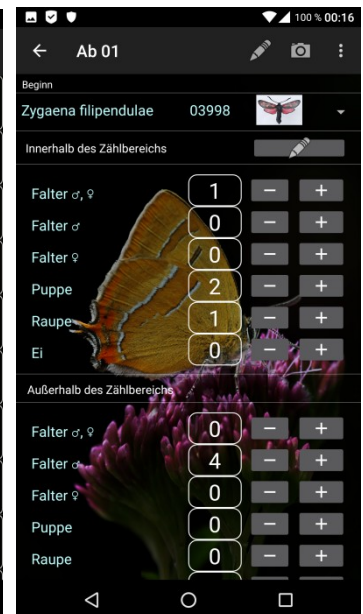 100 % 00:16
Ab 01
Beginn
Zygaena filipendulae 03998
Innerhalb des Zählbereichs
Falter ♂, ♀ 1 − +
Falter ♂ 0 − +
Falter ♀ 0 − +
Puppe 2 − +
Raupe 1 − +
Ei 0 − +
Außerhalb des Zählbereichs
Falter ♂, ♀ 0 − +
Falter ♂ 4 − +
Falter ♀ 0 − +
Puppe 0 − +
Raupe 0 − +